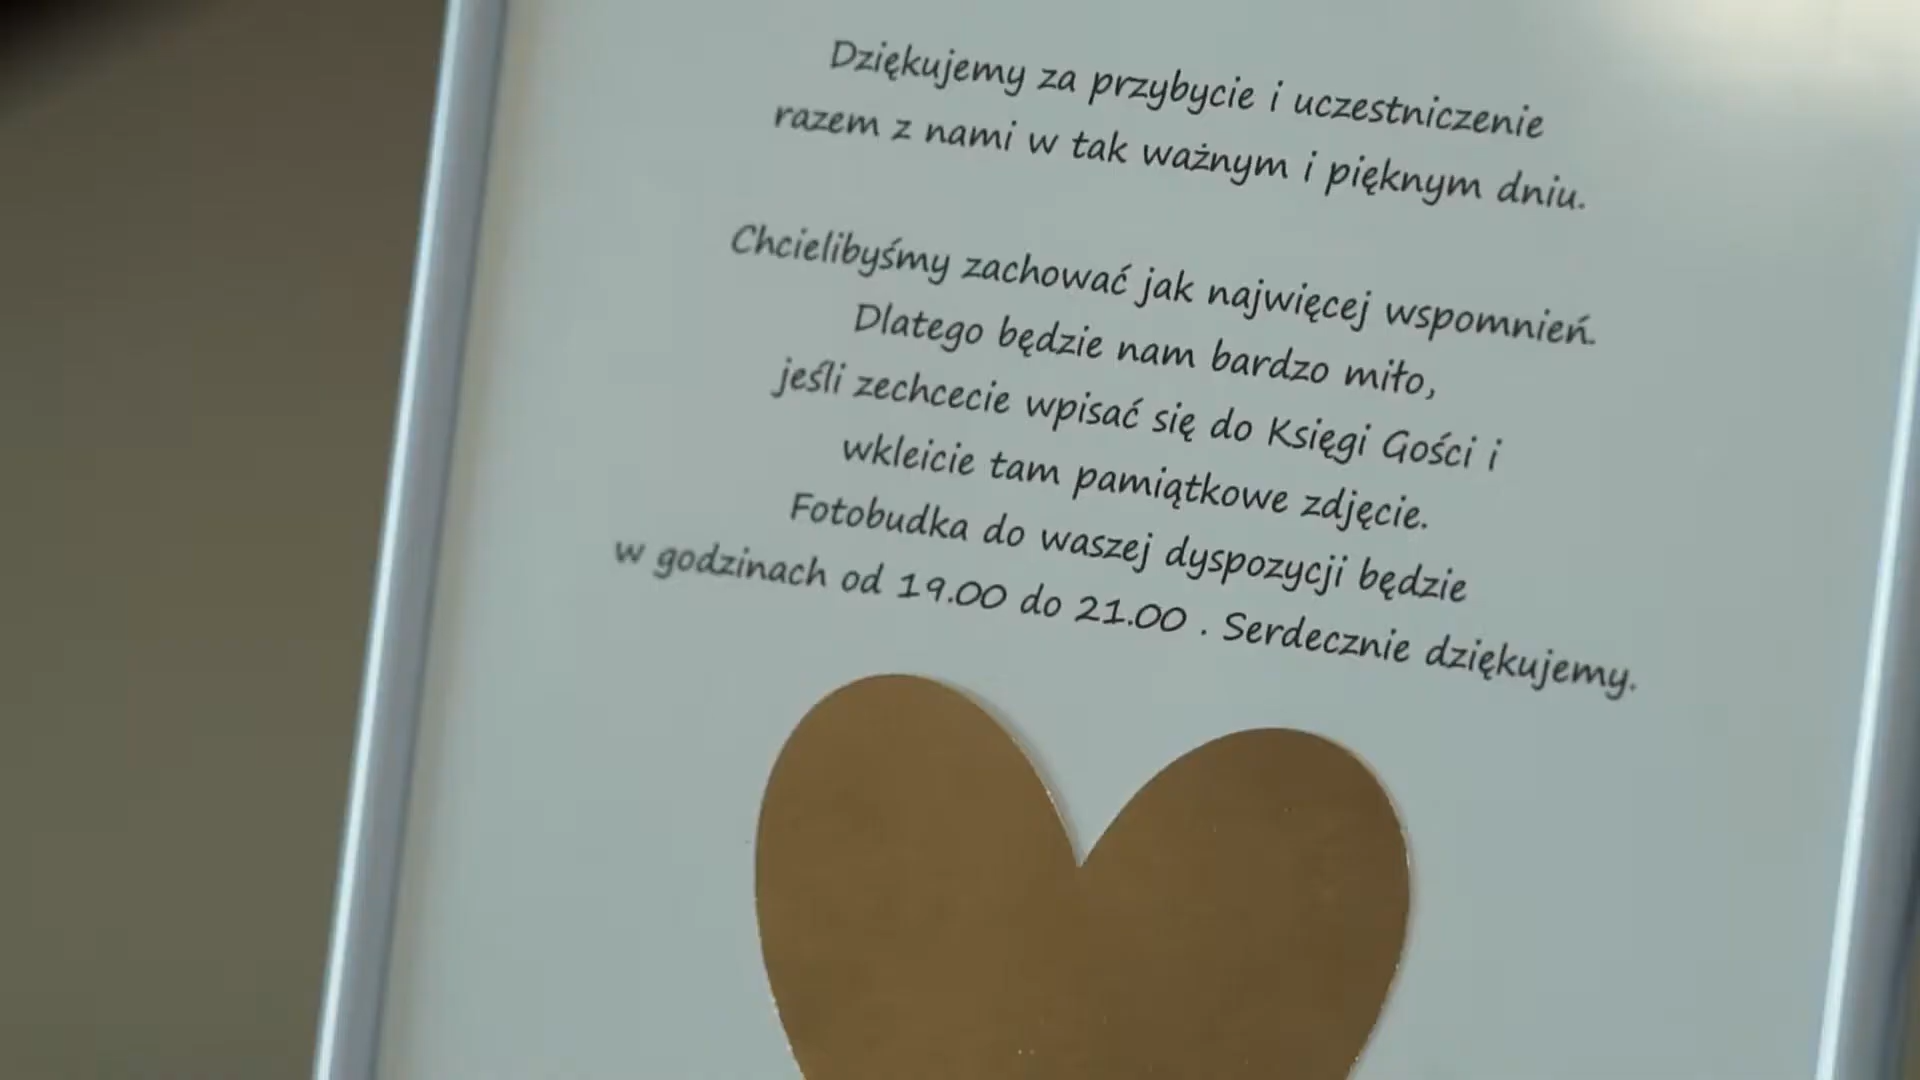 Dziękujemy za przybycie i uczestniczenie
razem z nami w tak ważnym i pięknym dniu.
Chcielibyśmy zachować jak najwięcej wspomnień.
Dlatego będzie nam bardzo miło,
jeśli zechcecie wpisać się do Księgi Gości i
wkleicie tam pamiątkowe zdjęcie.
Fotobudka do waszej dyspozycji będzie
w godzinach od 19.00 do 21.00 . Serdecznie dziękujemy.